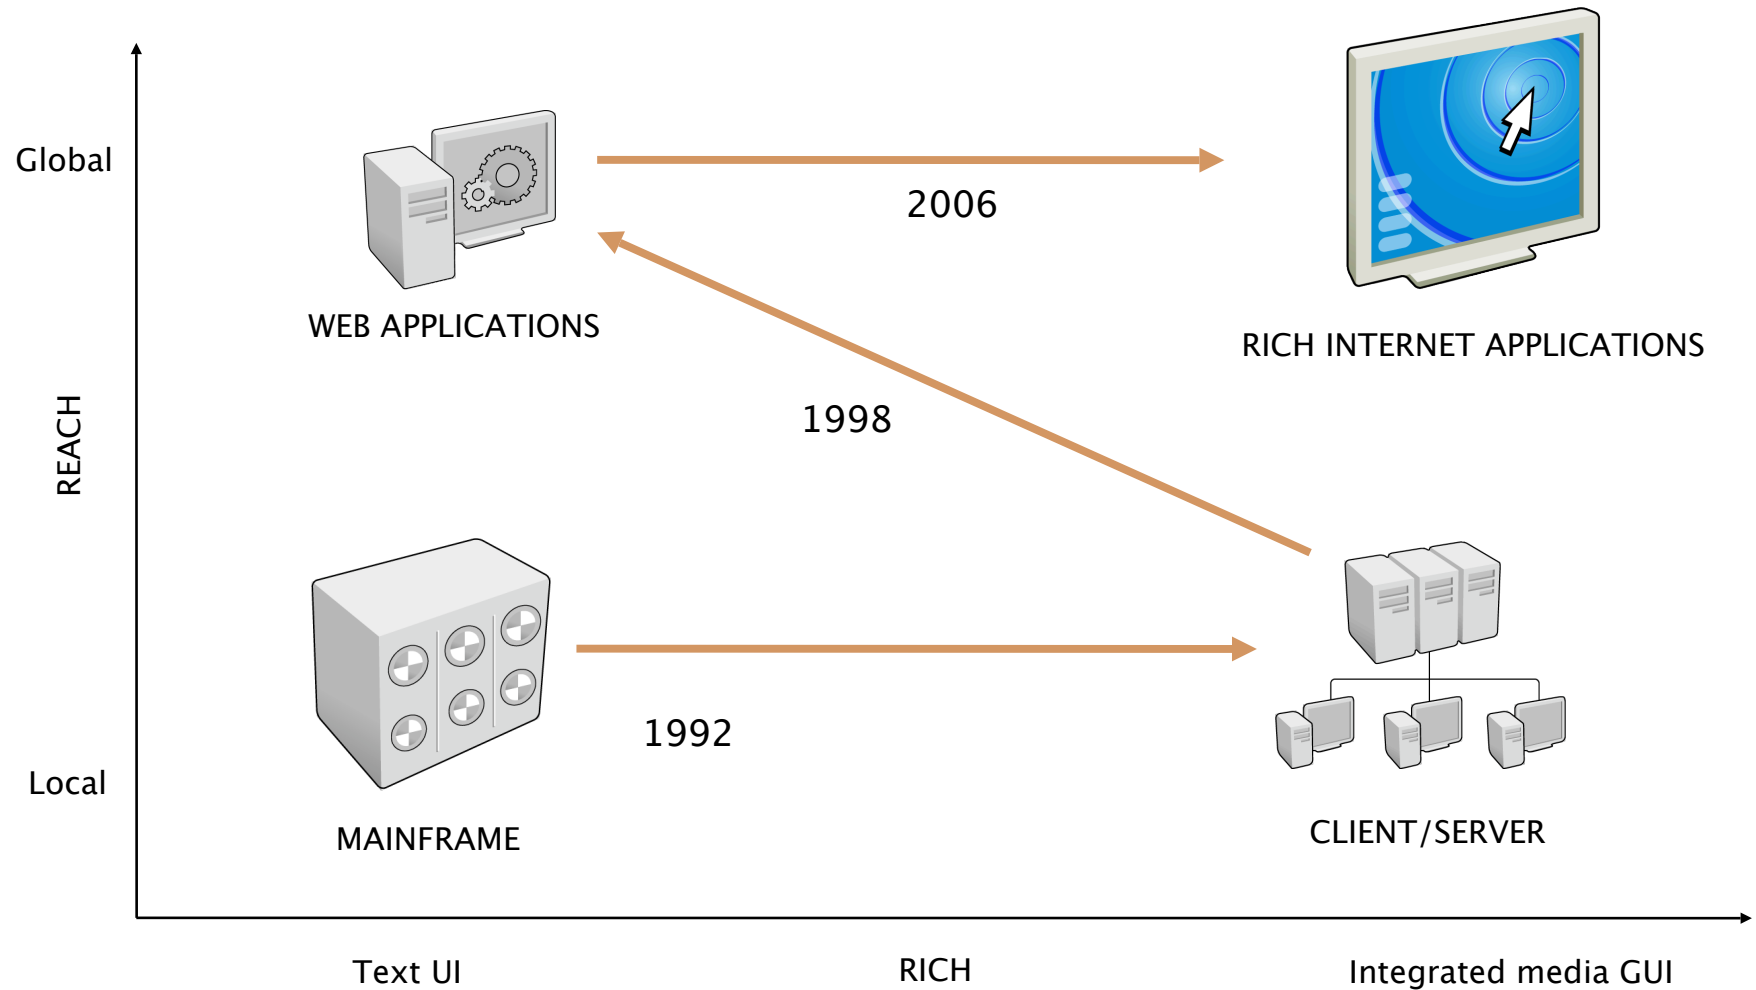 Global
2006
WEB APPLICATIONS
RICH INTERNET APPLICATIONS
1998
REACH
1992
Local
MAINFRAME
CLIENT/SERVER
Text UI
RICH
Integrated media GUI